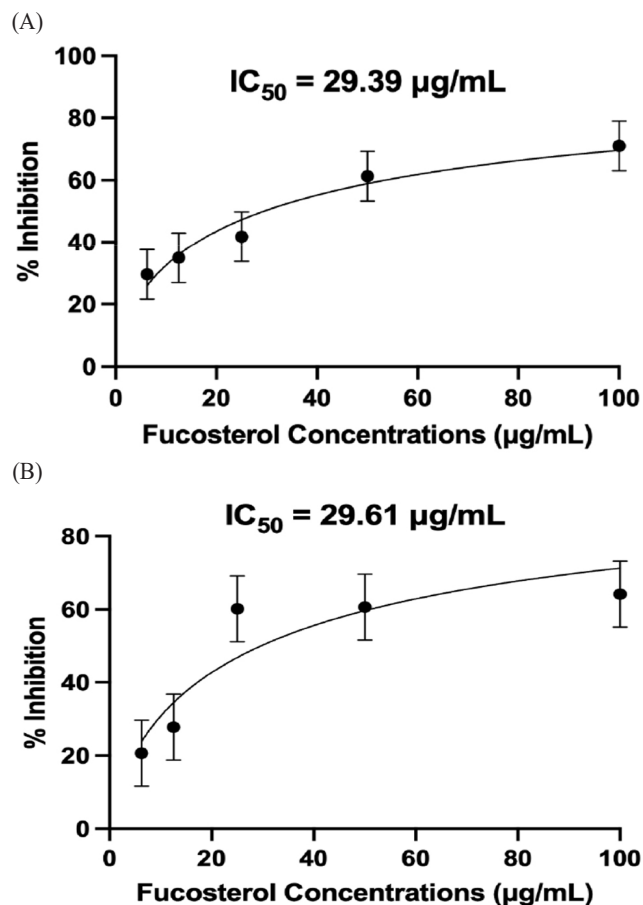 (A)
IC50 = 29.39 µg/mL
100
80
60
40
20
0
% Inhibition
0 20 40 60 80 100
Fucosterol Concentrations (µg/mL)
(B)
IC50 = 29.61 µg/mL
80
60
40
20
0
% Inhibition
0 20 40 60 80 100
Fucosterol Concentrations (µg/mL)